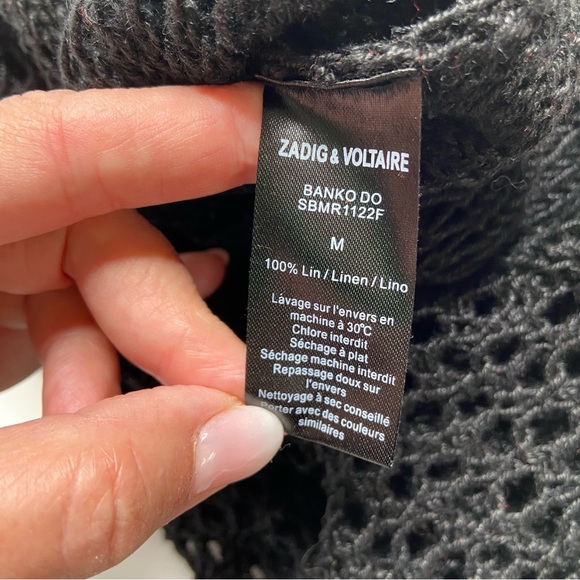 ZADIG & VOLTAIRE
BANKO DO
SBMR1122F
M
100% Lin / Linen / Lino
Lavage sur l'envers en
machine à 30°C
Chlore interdit
Séchage à plat
Séchage machine interdit
Repassage doux sur
l'envers
Nettoyage à sec conseillé
Porter avec des couleurs
similaires